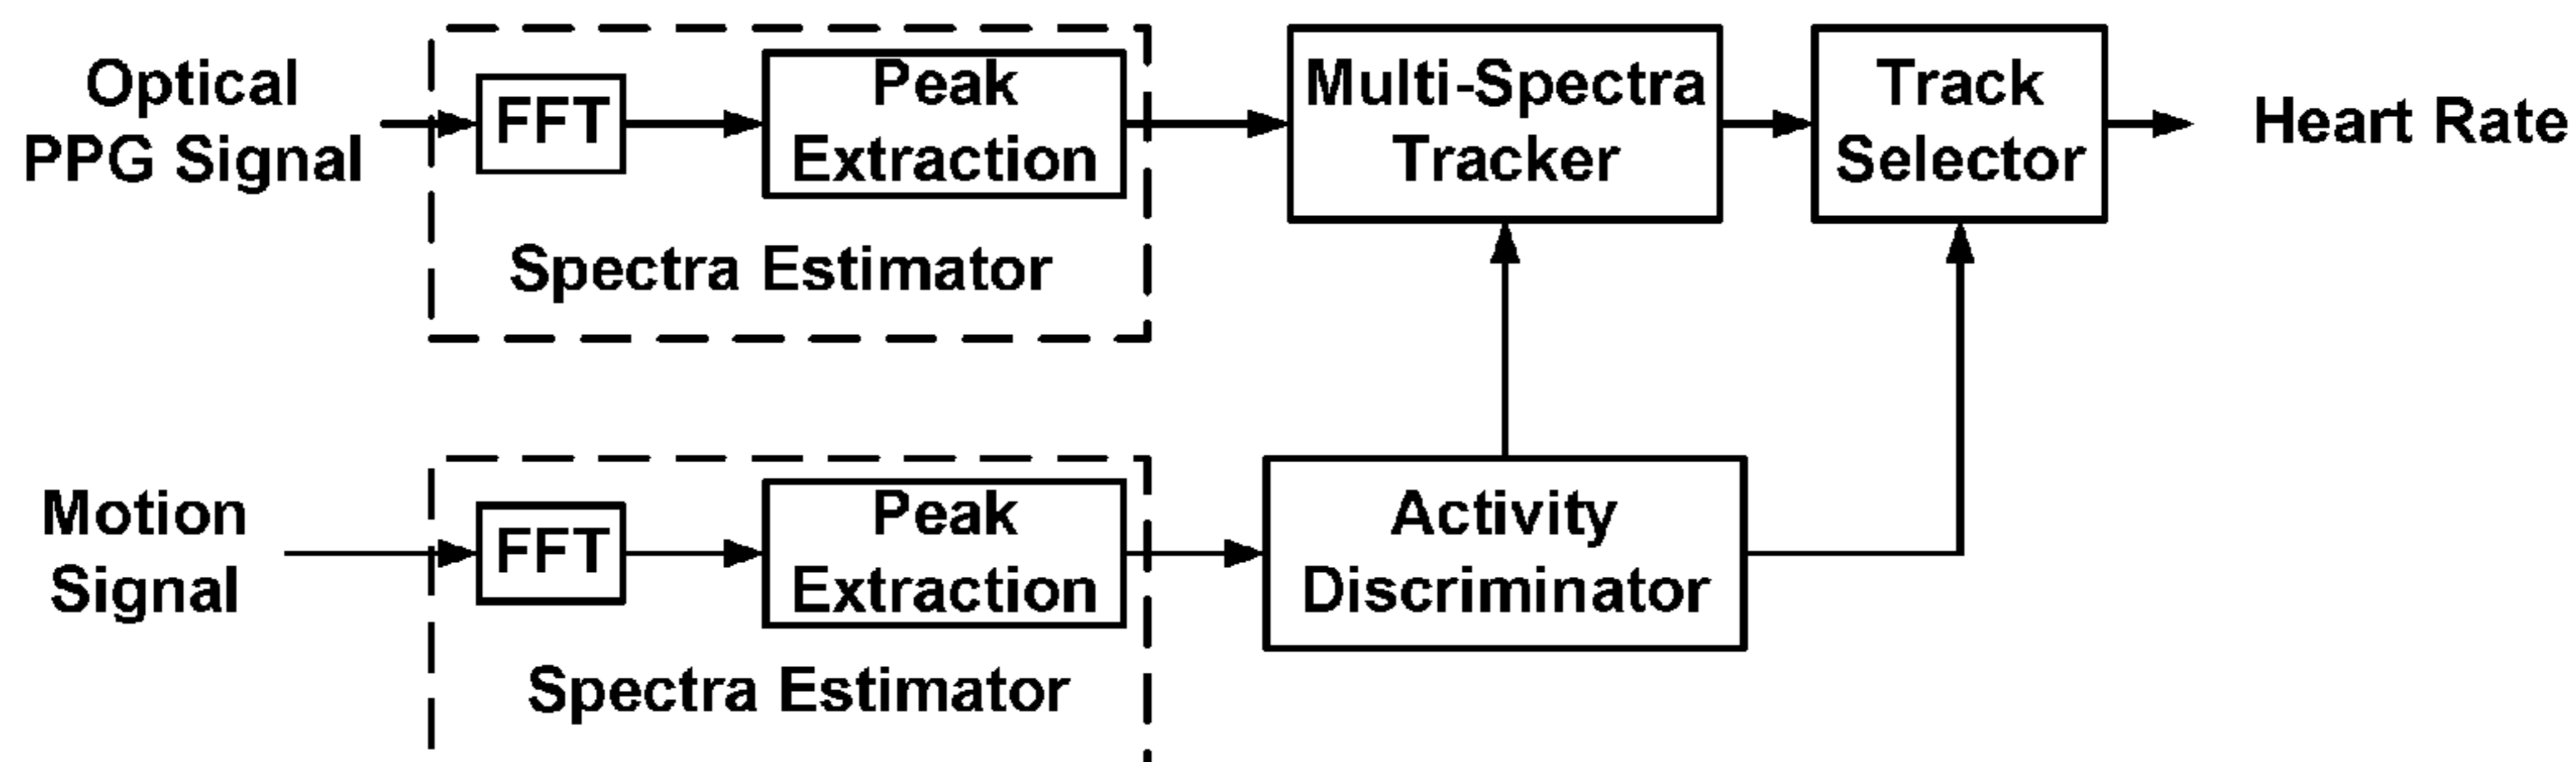 Optical
PPG Signal
FFT
Peak
Extraction
Spectra Estimator
Multi-Spectra
Tracker
Track
Selector
Heart Rate
Motion
Signal
FFT
Peak
Extraction
Spectra Estimator
Activity
Discriminator